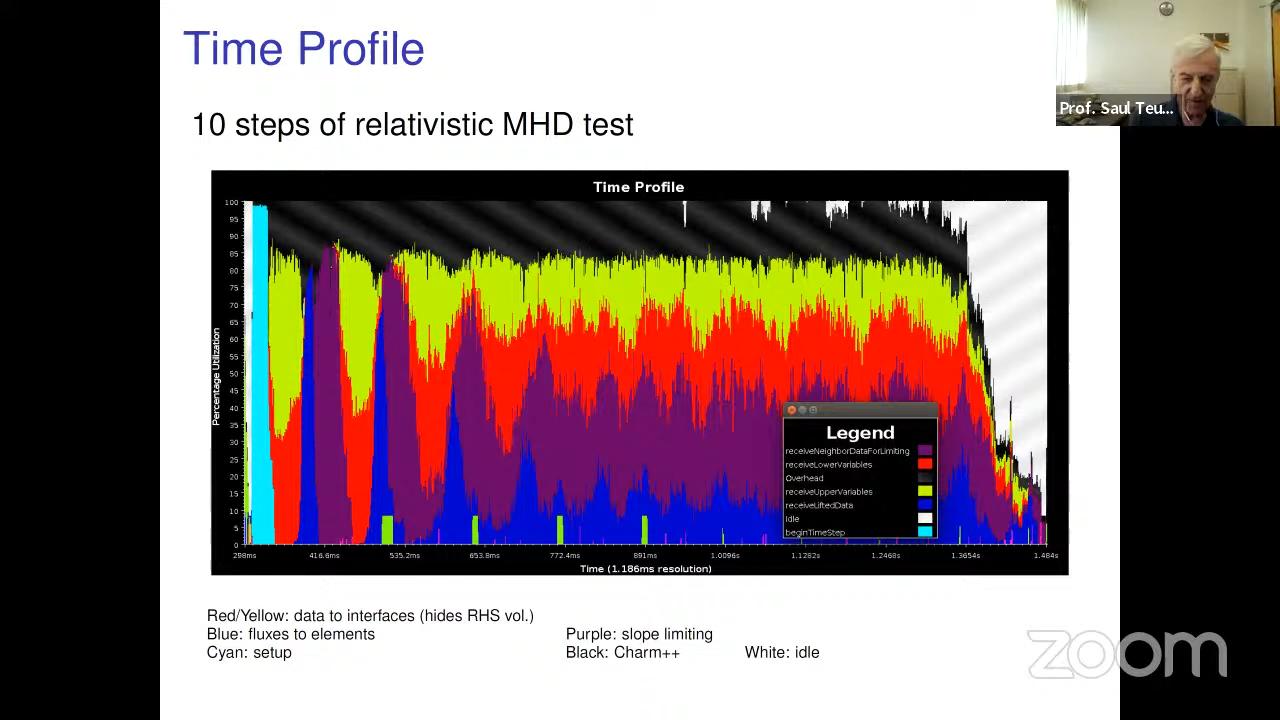 Time Profile
Prof. Saul Teu...
10 steps of relativistic MHD test
Time Profile
100
95
90
85
80
75
70
65
60
55
50
45
40
35
30
25
20
15
10
5
0
Percentage Utilization
Legend
receiveNeighborDataForLimiting
receiveLowerVariables
Overhead
receiveUpperVariables
receiveLiftedData
Idle
beginTimeStep
298ms 416.6ms 535.2ms 653.8ms 772.4ms 891ms 1.0096s 1.1282s 1.2468s 1.3654s 1.484s
Time (1.186ms resolution)
Red/Yellow: data to interfaces (hides RHS vol.)
Blue: fluxes to elements Purple: slope limiting
Cyan: setup Black: Charm++ White: idle
zoom